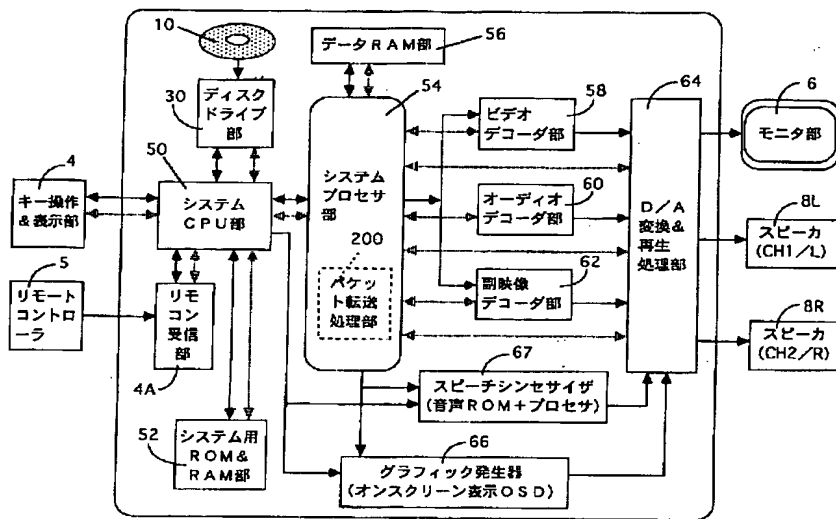 10
データRAM部
56
6
30
ディスク
ドライブ
部
54
58
ビデオ
デコーダ部
64
モニタ部
4
キー操作
&表示部
50
システム
CPU部
システム
プロセサ
部
オーディオ
デコーダ部
60
D/A
変換&
再生
処理部
8L
スピーカ
(CH1/L)
5
リモート
コントロ
ーラ
リモ
コン
受信
部
4A
200
パケッ
ト転送
処理部
副映像
デコーダ部
62
8R
スピーカ
(CH2/R)
67
スピーチシンセサイザ
(音声ROM+プロセサ)
52
システム用
ROM&
RAM部
66
グラフィック発生器
(オンスクリーン表示OSD)